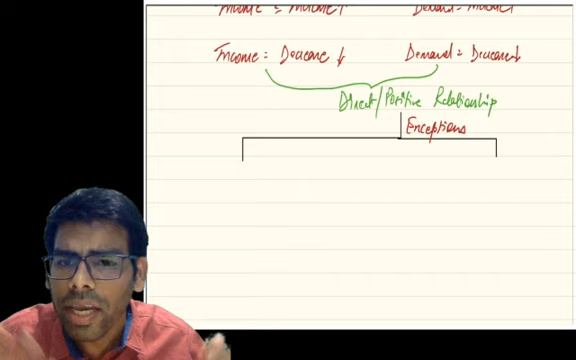 Income = Decrease ↓ Demand = Decrease ↓
Direct/Positive Relationship
Exceptions